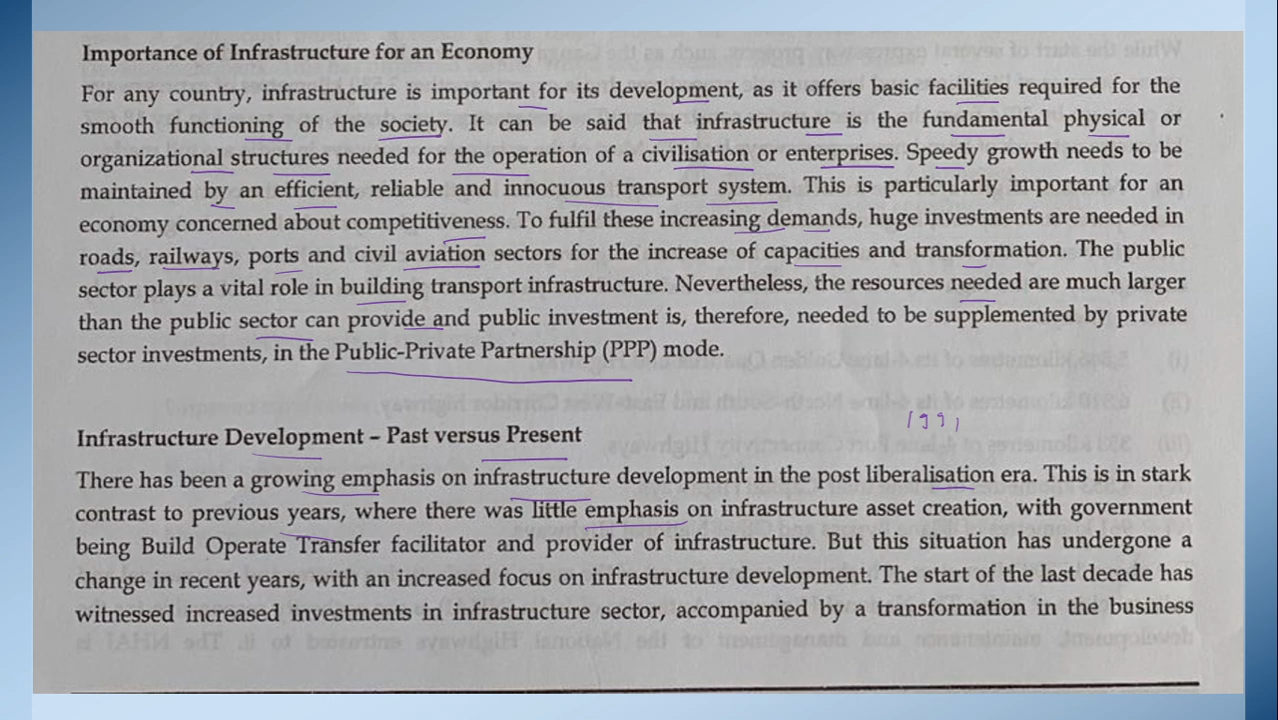 Importance of Infrastructure for an Economy
For any country, infrastructure is important for its development, as it offers basic facilities required for the
smooth functioning of the society. It can be said that infrastructure is the fundamental physical or
organizational structures needed for the operation of a civilisation or enterprises. Speedy growth needs to be
maintained by an efficient, reliable and innocuous transport system. This is particularly important for an
economy concerned about competitiveness. To fulfil these increasing demands, huge investments are needed in
roads, railways, ports and civil aviation sectors for the increase of capacities and transformation. The public
sector plays a vital role in building transport infrastructure. Nevertheless, the resources needed are much larger
than the public sector can provide and public investment is, therefore, needed to be supplemented by private
sector investments, in the Public-Private Partnership (PPP) mode.
1991
Infrastructure Development – Past versus Present
There has been a growing emphasis on infrastructure development in the post liberalisation era. This is in stark
contrast to previous years, where there was little emphasis on infrastructure asset creation, with government
being Build Operate Transfer facilitator and provider of infrastructure. But this situation has undergone a
change in recent years, with an increased focus on infrastructure development. The start of the last decade has
witnessed increased investments in infrastructure sector, accompanied by a transformation in the business